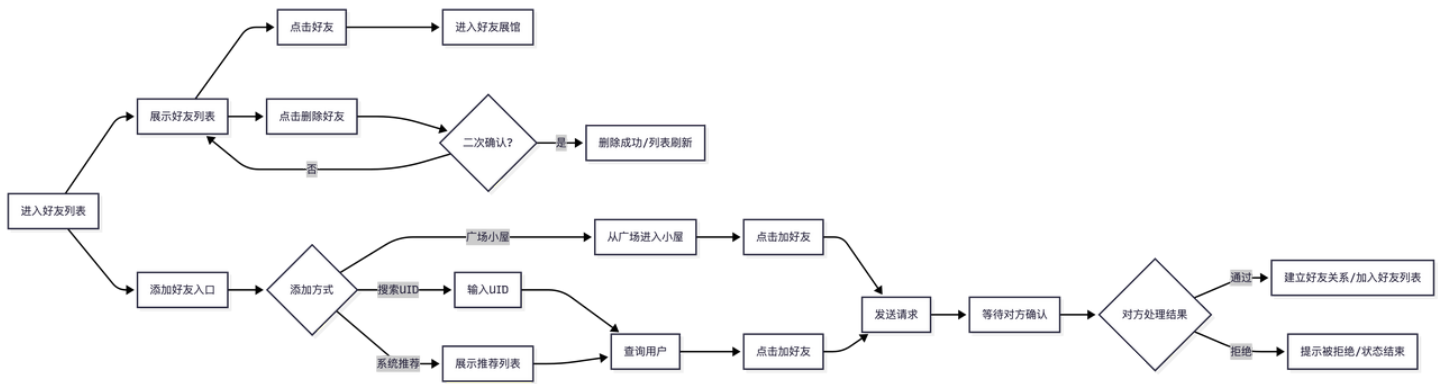 点击好友
进入好友展馆
展示好友列表
点击删除好友
二次确认？
是
删除成功/列表刷新
否
进入好友列表
广场小屋
从广场进入小屋
点击加好友
添加好友入口
添加方式
搜索UID
输入UID
发送请求
等待对方确认
对方处理结果
通过
建立好友关系/加入好友列表
系统推荐
展示推荐列表
查询用户
点击加好友
拒绝
提示被拒绝/状态结束